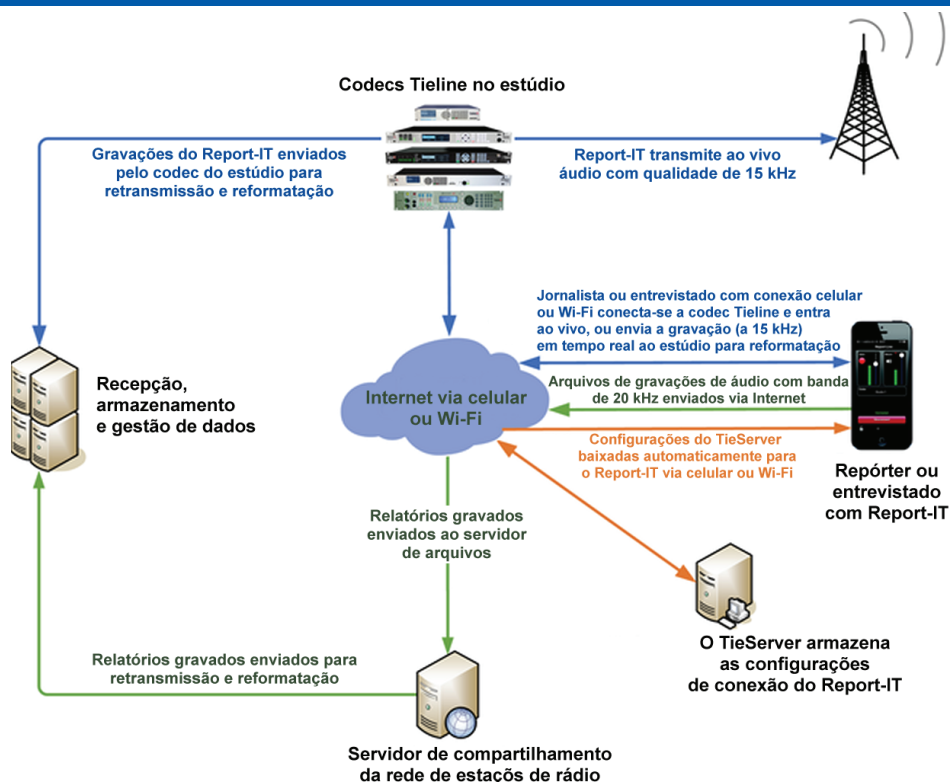 Codecs Tieline no estúdio
Gravações do Report-IT enviados
pelo codec do estúdio para
retransmissão e reformatação
Report-IT transmite ao vivo
áudio com qualidade de 15 kHz
Jornalista ou entrevistado com conexão celular
ou Wi-Fi conecta-se a codec Tieline e entra
ao vivo, ou envia a gravação (a 15 kHz)
em tempo real ao estúdio para reformatação
Recepção,
armazenamento
e gestão de dados
Internet via celular
ou Wi-Fi
Arquivos de gravações de áudio com banda
de 20 kHz enviados via Internet
Configurações do TieServer
baixadas automaticamente para
o Report-IT via celular ou Wi-Fi
Repórter ou
entrevistado
com Report-IT
Relatórios gravados
enviados ao servidor
de arquivos
O TieServer armazena
as configurações
de conexão do Report-IT
Relatórios gravados enviados para
retransmissão e reformatação
Servidor de compartilhamento
da rede de estaçõs de rádio